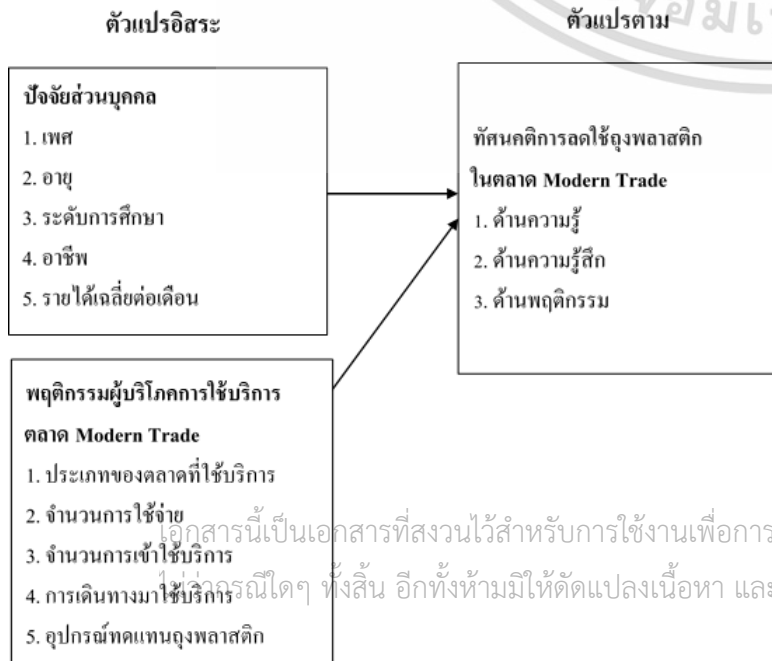 ตัวแปรอิสระ
ตัวแปรตาม
ปัจจัยส่วนบุคคล
1. เพศ
2. อายุ
3. ระดับการศึกษา
4. อาชีพ
5. รายได้เฉลี่ยต่อเดือน
ทัศนคติการลดใช้ถุงพลาสติก
ในตลาด Modern Trade
1. ด้านความรู้
2. ด้านความรู้สึก
3. ด้านพฤติกรรม
พฤติกรรมผู้บริโภคการใช้บริการ
ตลาด Modern Trade
1. ประเภทของตลาดที่ใช้บริการ
2. จำนวนการใช้จ่าย
3. จำนวนการเข้าใช้บริการ
4. การเดินทางมาใช้บริการ
5. อุปกรณ์ทดแทนถุงพลาสติก
เอกสารนี้เป็นเอกสารที่สงวนไว้สำหรับการใช้งานเพื่อการ
กรณีใดๆ ทั้งสิ้น อีกทั้งห้ามมิให้ดัดแปลงเนื้อหา และ